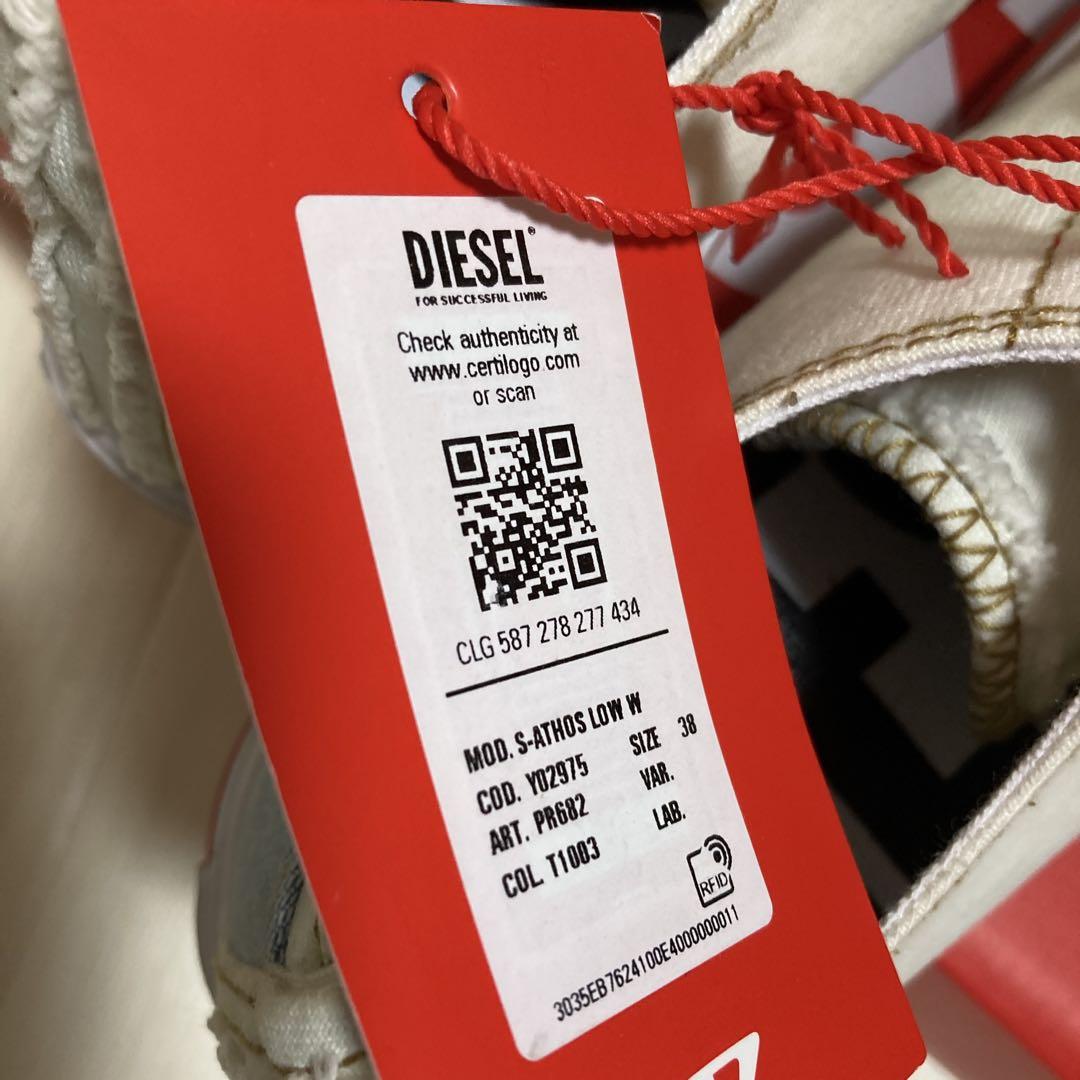 DIESEL®
FOR SUCCESSFUL LIVING
Check authenticity at
www.certilogo.com
or scan
CLG 587 278 277 434
MOD. S-ATHOS LOW W
COD. Y02975 SIZE 38
ART. PR682 VAR.
COL. T1003 LAB.
RFID
3035EB7624100E4000000011